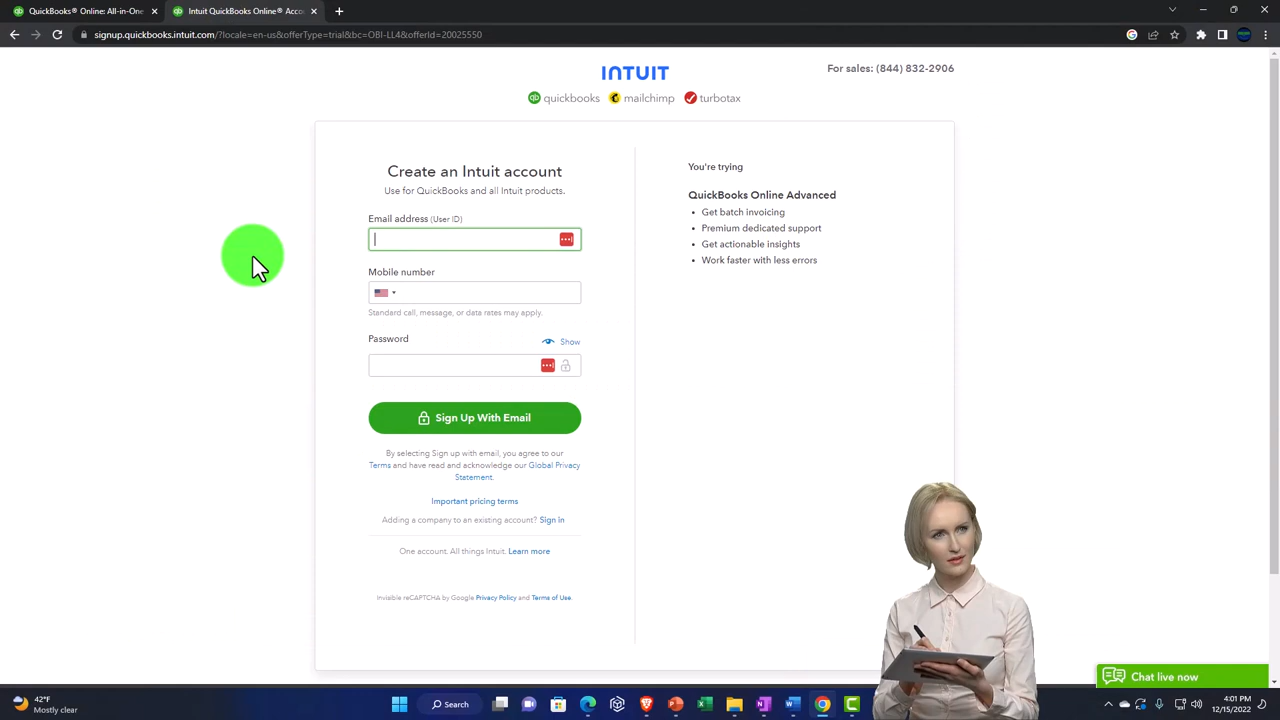 QuickBooks® Online: All-in-One
Intuit QuickBooks® Online: Acco
signup.quickbooks.intuit.com/?locale=en-us&offerType=trial&bc=OBI-LL4&offerId=20025550
INTUIT
For sales: (844) 832-2906
quickbooks mailchimp turbotax
Create an Intuit account
Use for QuickBooks and all Intuit products.
Email address (User ID)
Mobile number
Standard call, message, or data rates may apply.
Password
Show
Sign Up With Email
By selecting Sign up with email, you agree to our
Terms and have read and acknowledge our Global Privacy
Statement.
Important pricing terms
Adding a company to an existing account? Sign in
One account. All things Intuit. Learn more
Invisible reCAPTCHA by Google Privacy Policy and Terms of Use.
You're trying
QuickBooks Online Advanced
• Get batch invoicing
• Premium dedicated support
• Get actionable insights
• Work faster with less errors
Chat live now
42°F
Mostly clear
Search
4:01 PM
12/15/2022